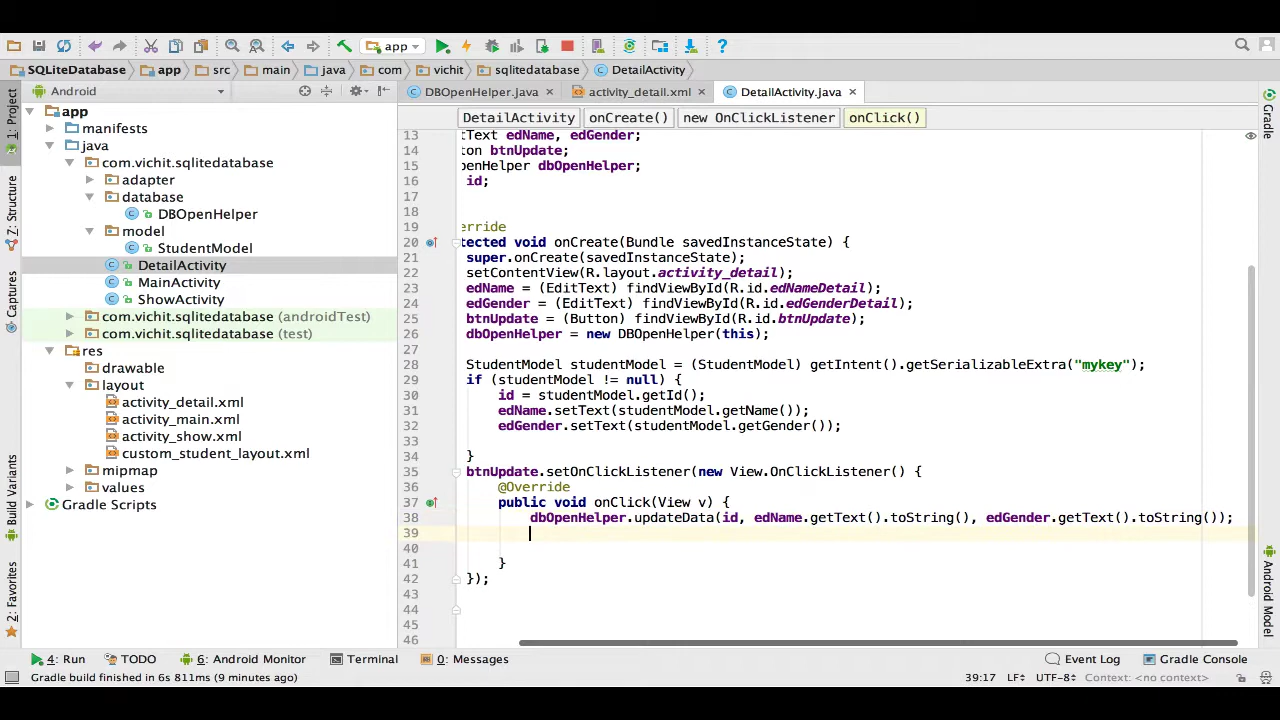 app
SQLiteDatabase app src main java com vichit sqlitedatabase DetailActivity
Android
DBOpenHelper.java activity_detail.xml DetailActivity.java
DetailActivity onCreate() new OnClickListener onClick()
1: Project
Z: Structure
Captures
Build Variants
2: Favorites
app
manifests
java
com.vichit.sqlitedatabase
adapter
database
DBOpenHelper
model
StudentModel
DetailActivity
MainActivity
ShowActivity
com.vichit.sqlitedatabase (androidTest)
com.vichit.sqlitedatabase (test)
res
drawable
layout
activity_detail.xml
activity_main.xml
activity_show.xml
custom_student_layout.xml
mipmap
values
Gradle Scripts
13 tText edName, edGender;
14 ton btnUpdate;
15 penHelper dbOpenHelper;
16 id;
17
18
19 erride
20 tected void onCreate(Bundle savedInstanceState) {
21 super.onCreate(savedInstanceState);
22 setContentView(R.layout.activity_detail);
23 edName = (EditText) findViewById(R.id.edNameDetail);
24 edGender = (EditText) findViewById(R.id.edGenderDetail);
25 btnUpdate = (Button) findViewById(R.id.btnUpdate);
26 dbOpenHelper = new DBOpenHelper(this);
27
28 StudentModel studentModel = (StudentModel) getIntent().getSerializableExtra("mykey");
29 if (studentModel != null) {
30 id = studentModel.getId();
31 edName.setText(studentModel.getName());
32 edGender.setText(studentModel.getGender());
33
34 }
35 btnUpdate.setOnClickListener(new View.OnClickListener() {
36 @Override
37 public void onClick(View v) {
38 dbOpenHelper.updateData(id, edName.getText().toString(), edGender.getText().toString());
39
40
41 }
42 });
43
44
45
46
Gradle
Android Model
4: Run TODO 6: Android Monitor Terminal 0: Messages Event Log Gradle Console
Gradle build finished in 6s 811ms (9 minutes ago) 39:17 LF÷ UTF-8÷ Context: <no context>